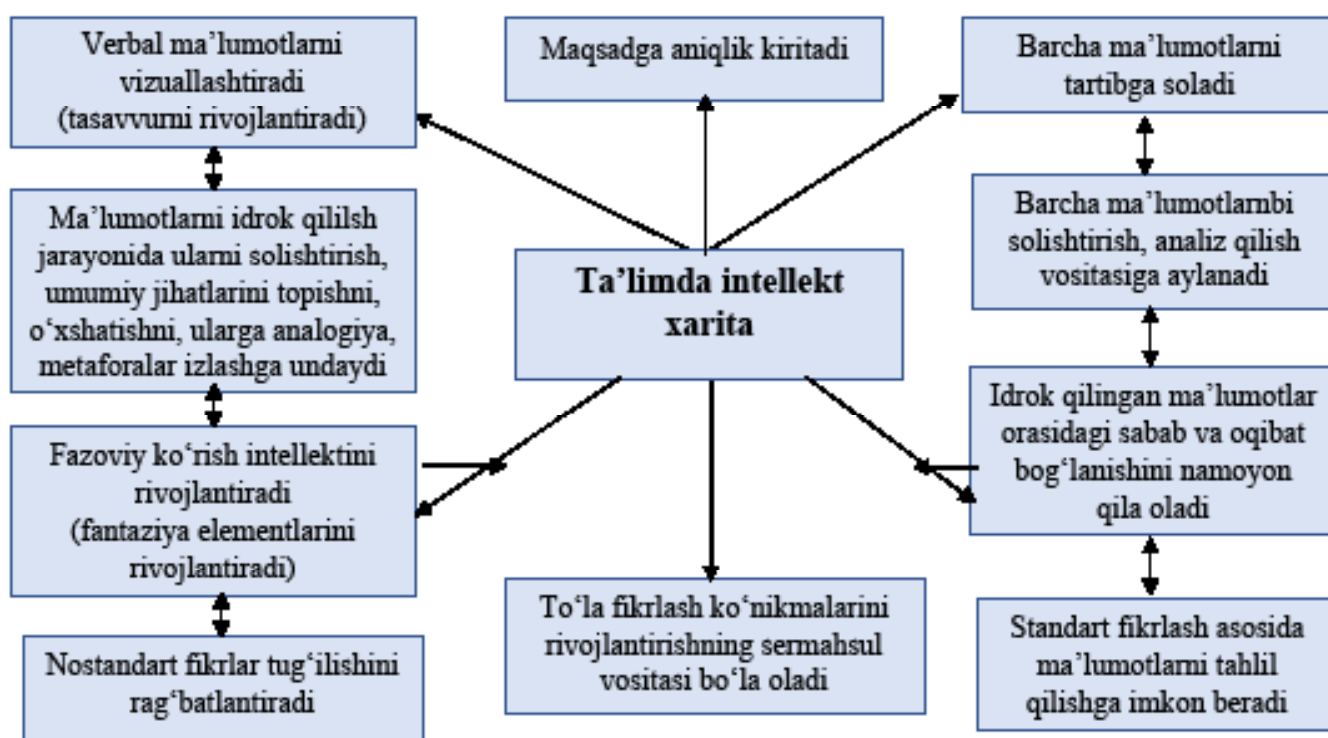 Verbal ma’lumotlarni
vizuallashtiradi
(tasavvurni rivojlantiradi)
Maqsadga aniqlik kiritadi
Barcha ma’lumotlarni
tartibga soladi
Ma’lumotlarni idrok qililsh
jarayonida ularni solishtirish,
umumiy jihatlarini topishni,
o‘xshatishni, ularga analogiya,
metaforalar izlashga undaydi
Ta’limda intellekt
xarita
Barcha ma’lumotlarnbi
solishtirish, analiz qilish
vositasiga aylanadi
Fazoviy ko‘rish intellektini
rivojlantiradi
(fantaziya elementlarini
rivojlantiradi)
Idrok qilingan ma’lumotlar
orasidagi sabab va oqibat
bog‘lanishini namoyon
qila oladi
Nostandart fikrlar tug‘ilishini
rag‘batlantiradi
To‘la fikrlash ko‘nikmalarini
rivojlantirishning sermahsul
vositasi bo‘la oladi
Standart fikrlash asosida
ma’lumotlarni tahlil
qilishga imkon beradi